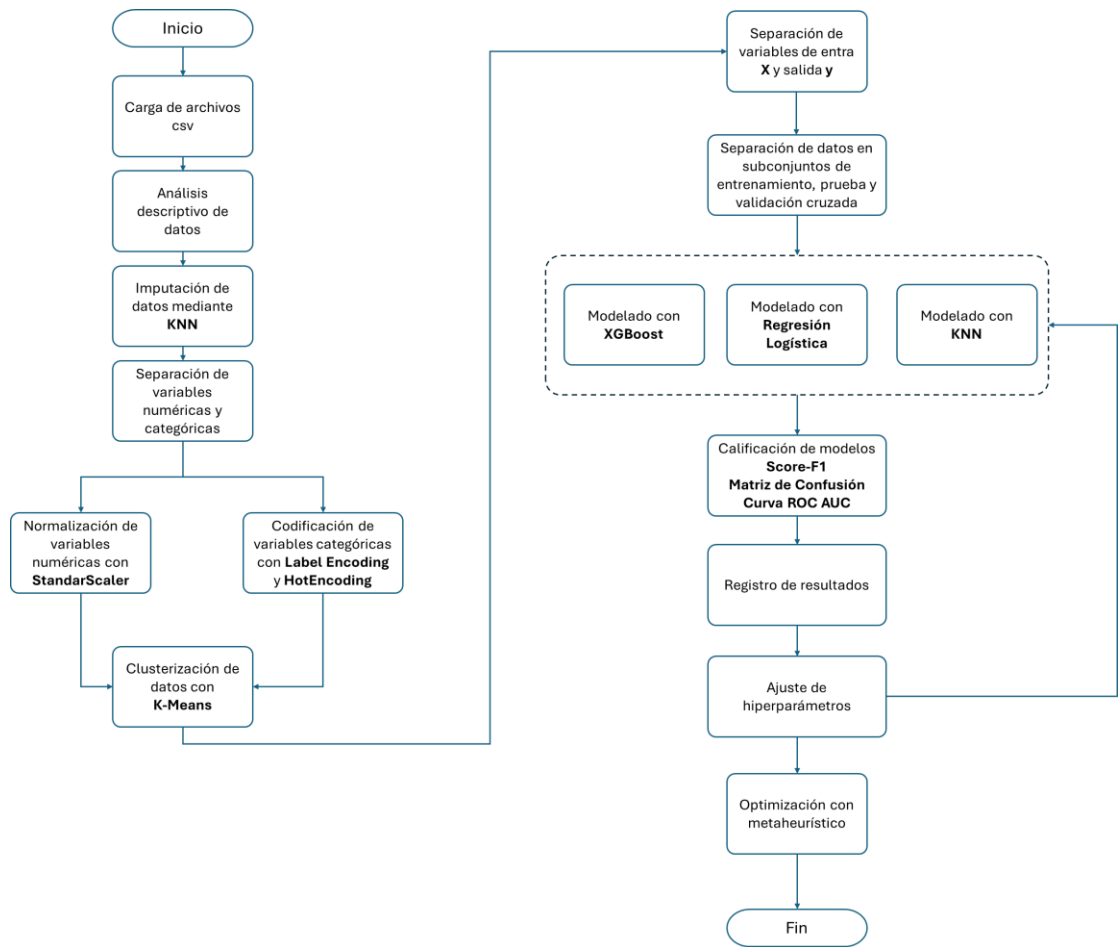 Inicio
Carga de archivos
csv
Análisis
descriptivo de
datos
Imputación de
datos mediante
KNN
Separación de
variables
numéricas y
categóricas
Normalización de
variables
numéricas con
StandarScaler
Codificación de
variables categóricas
con Label Encoding
y HotEncoding
Clusterización de
datos con
K-Means
Separación de
variables de entra
X y salida y
Separación de datos en
subconjuntos de
entrenamiento, prueba y
validación cruzada
Modelado con
XGBoost
Modelado con
Regresión
Logística
Modelado con
KNN
Calificación de modelos
Score-F1
Matriz de Confusión
Curva ROC AUC
Registro de resultados
Ajuste de
hiperparámetros
Optimización con
metaheurístico
Fin